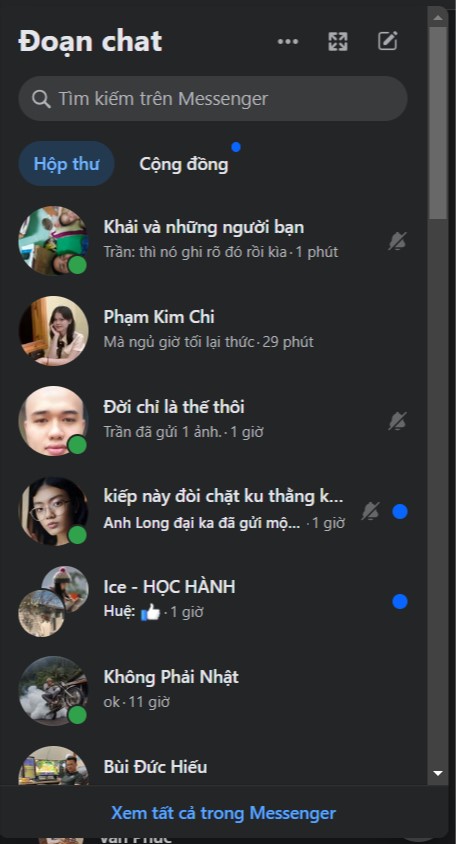 Đoạn chat
Tìm kiếm trên Messenger
Hộp thư
Cộng đồng
Khải và những người bạn
Trần: thì nó ghi rõ đó rồi kìa · 1 phút
Phạm Kim Chi
Mà ngủ giờ tối lại thức · 29 phút
Đời chỉ là thế thôi
Trần đã gửi 1 ảnh. · 1 giờ
kiếp này đòi chặt ku thằng k...
Anh Long đại ka đã gửi mộ... · 1 giờ
Ice - HỌC HÀNH
Huệ: 👍 · 1 giờ
Không Phải Nhật
ok · 11 giờ
Bùi Đức Hiếu
Xem tất cả trong Messenger